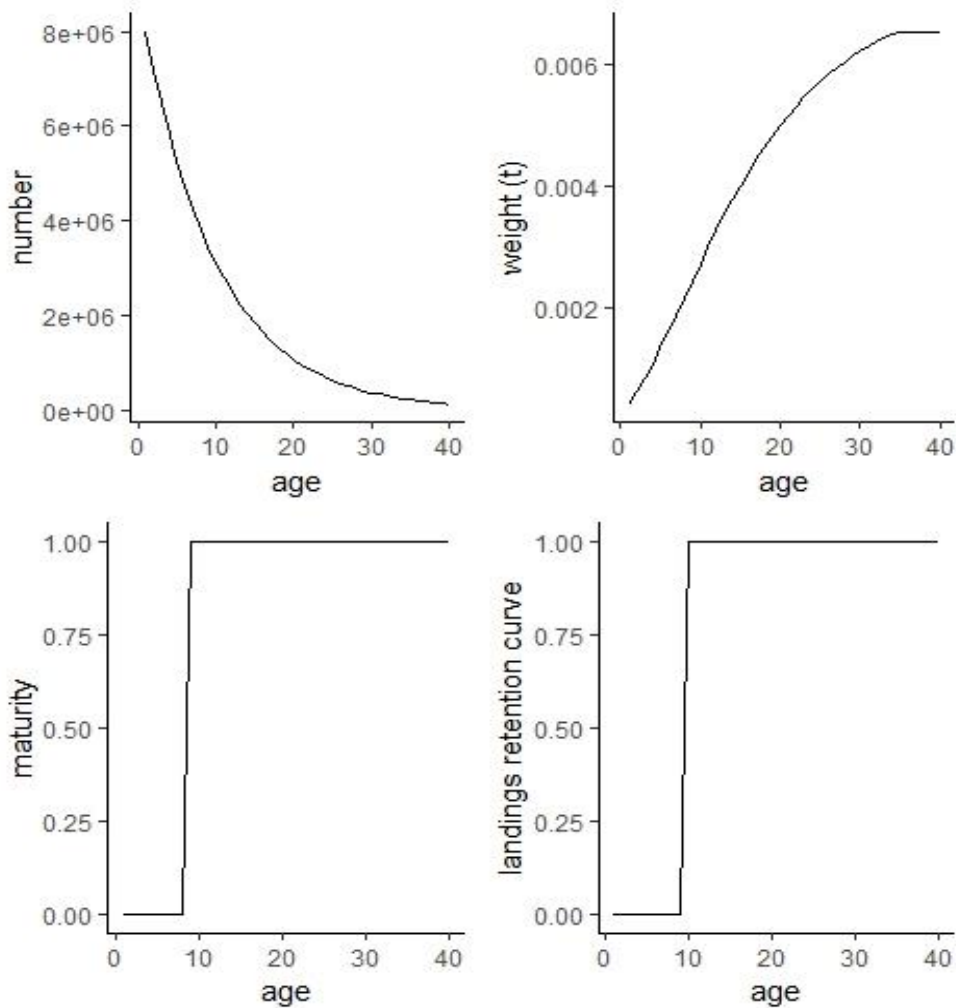 8e+06
6e+06
4e+06
2e+06
0e+00
number
0 10 20 30 40
age
0.006
0.004
0.002
weight (t)
0 10 20 30 40
age
1.00
0.75
0.50
0.25
0.00
maturity
0 10 20 30 40
age
1.00
0.75
0.50
0.25
0.00
landings retention curve
0 10 20 30 40
age